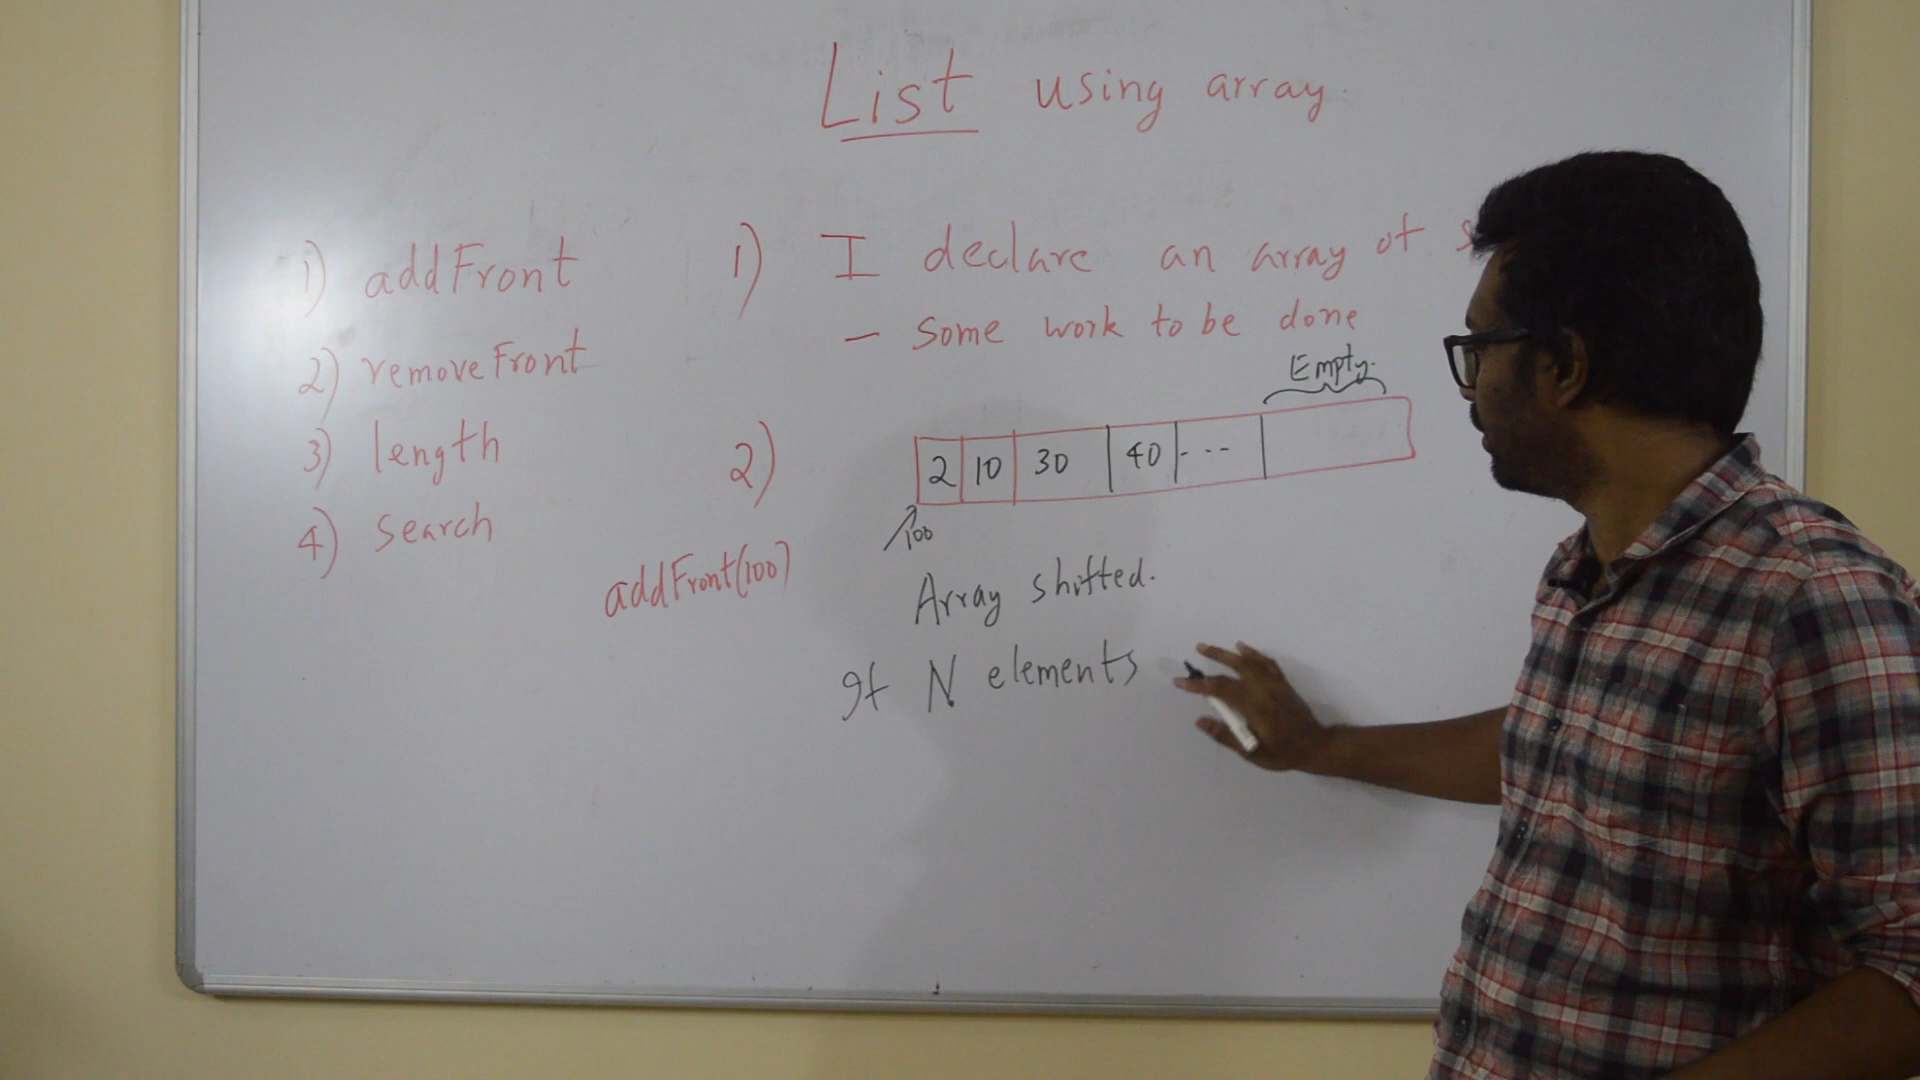 List using array.
1) addFront
2) removeFront
3) length
4) search
1) I declare an array of
- some work to be done
Empty.
2)
2 10 30 40 ...
100
addFront(100)
Array shifted.
If N elements